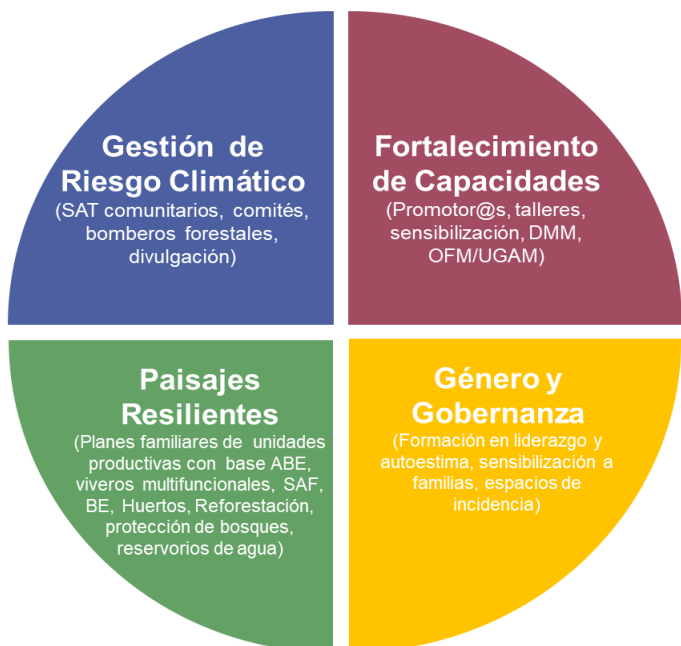 Gestión de
Riesgo Climático
(SAT comunitarios, comités,
bomberos forestales,
divulgación)
Fortalecimiento
de Capacidades
(Promotor@s, talleres,
sensibilización, DMM,
OFM/UGAM)
Paisajes
Resilientes
(Planes familiares de unidades
productivas con base ABE,
viveros multifuncionales, SAF,
BE, Huertos, Reforestación,
protección de bosques,
reservorios de agua)
Género y
Gobernanza
(Formación en liderazgo y
autoestima, sensibilización a
familias, espacios de
incidencia)